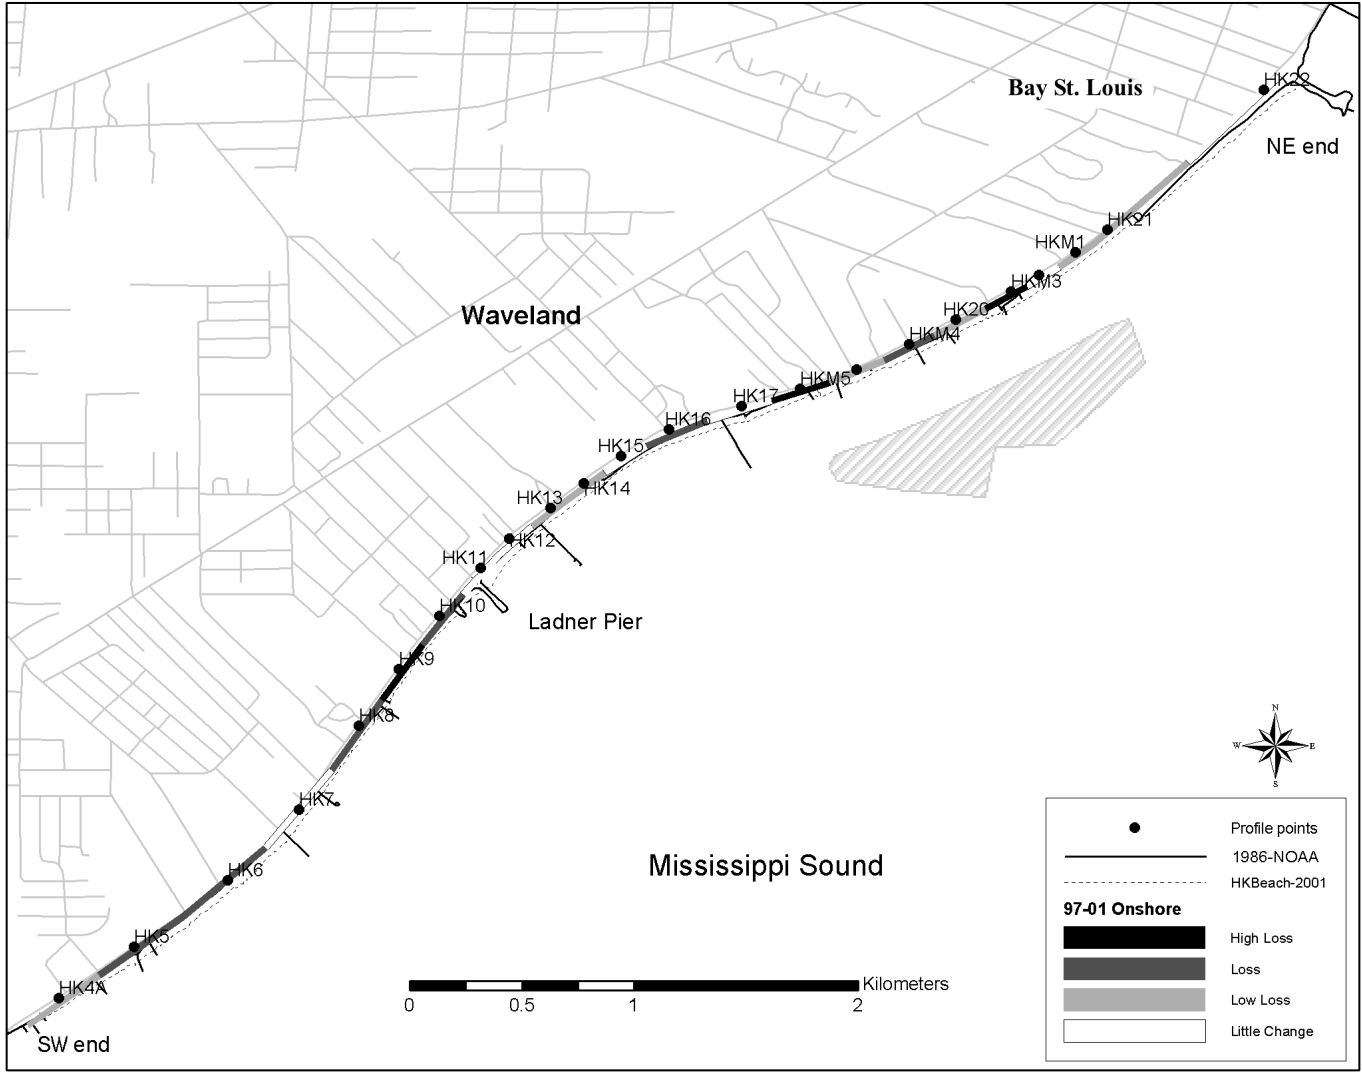 HK22
Bay St. Louis
NE end
HK21
HKM1
HKM3
HK20
Waveland
HKM4
HKM5
HK17
HK16
HK15
HK14
HK13
HK12
HK11
HK10
Ladner Pier
HK9
HK8
HK7
HK6
HK5
HK4A
SW end
Mississippi Sound
Kilometers
0 0.5 1 2
N
W E
S
Profile points
1986-NOAA
HKBeach-2001
97-01 Onshore
High Loss
Loss
Low Loss
Little Change